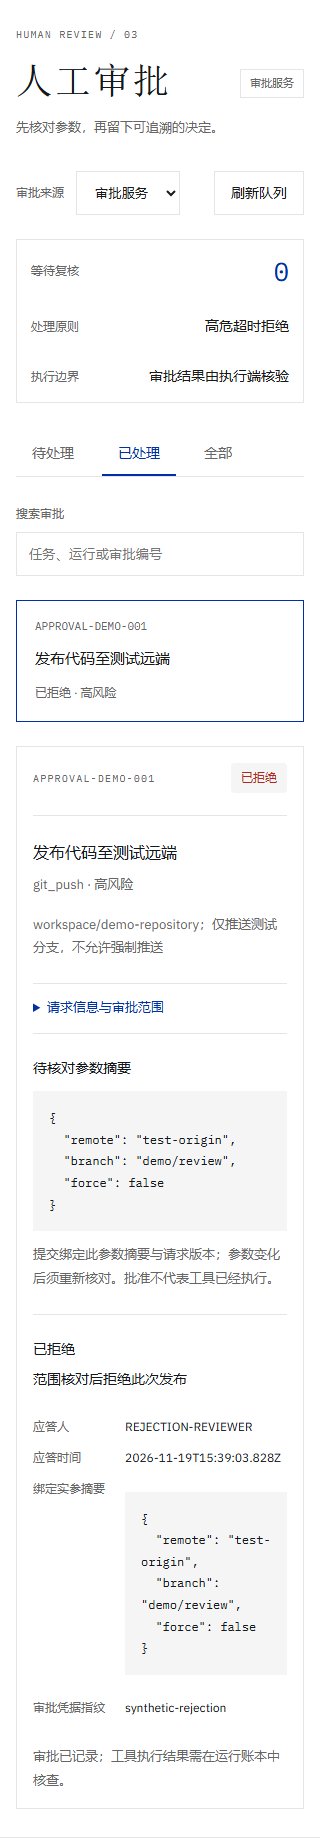 HUMAN REVIEW / 03
人工审批
审批服务
先核对参数，再留下可追溯的决定。
审批来源
审批服务
刷新队列
等待复核
0
处理原则
高危超时拒绝
执行边界
审批结果由执行端核验
待处理
已处理
全部
搜索审批
任务、运行或审批编号
APPROVAL-DEMO-001
发布代码至测试远端
已拒绝 · 高风险
APPROVAL-DEMO-001
已拒绝
发布代码至测试远端
git_push · 高风险
workspace/demo-repository；仅推送测试
分支，不允许强制推送
▶ 请求信息与审批范围
待核对参数摘要
{
"remote": "test-origin",
"branch": "demo/review",
"force": false
}
提交绑定此参数摘要与请求版本；参数变化
后须重新核对。批准不代表工具已经执行。
已拒绝
范围核对后拒绝此次发布
应答人
REJECTION-REVIEWER
应答时间
2026-11-19T15:39:03.828Z
绑定实参摘要
{
"remote": "test-
origin",
"branch":
"demo/review",
"force": false
}
审批凭据指纹
synthetic-rejection
审批已记录；工具执行结果需在运行账本中
核查。